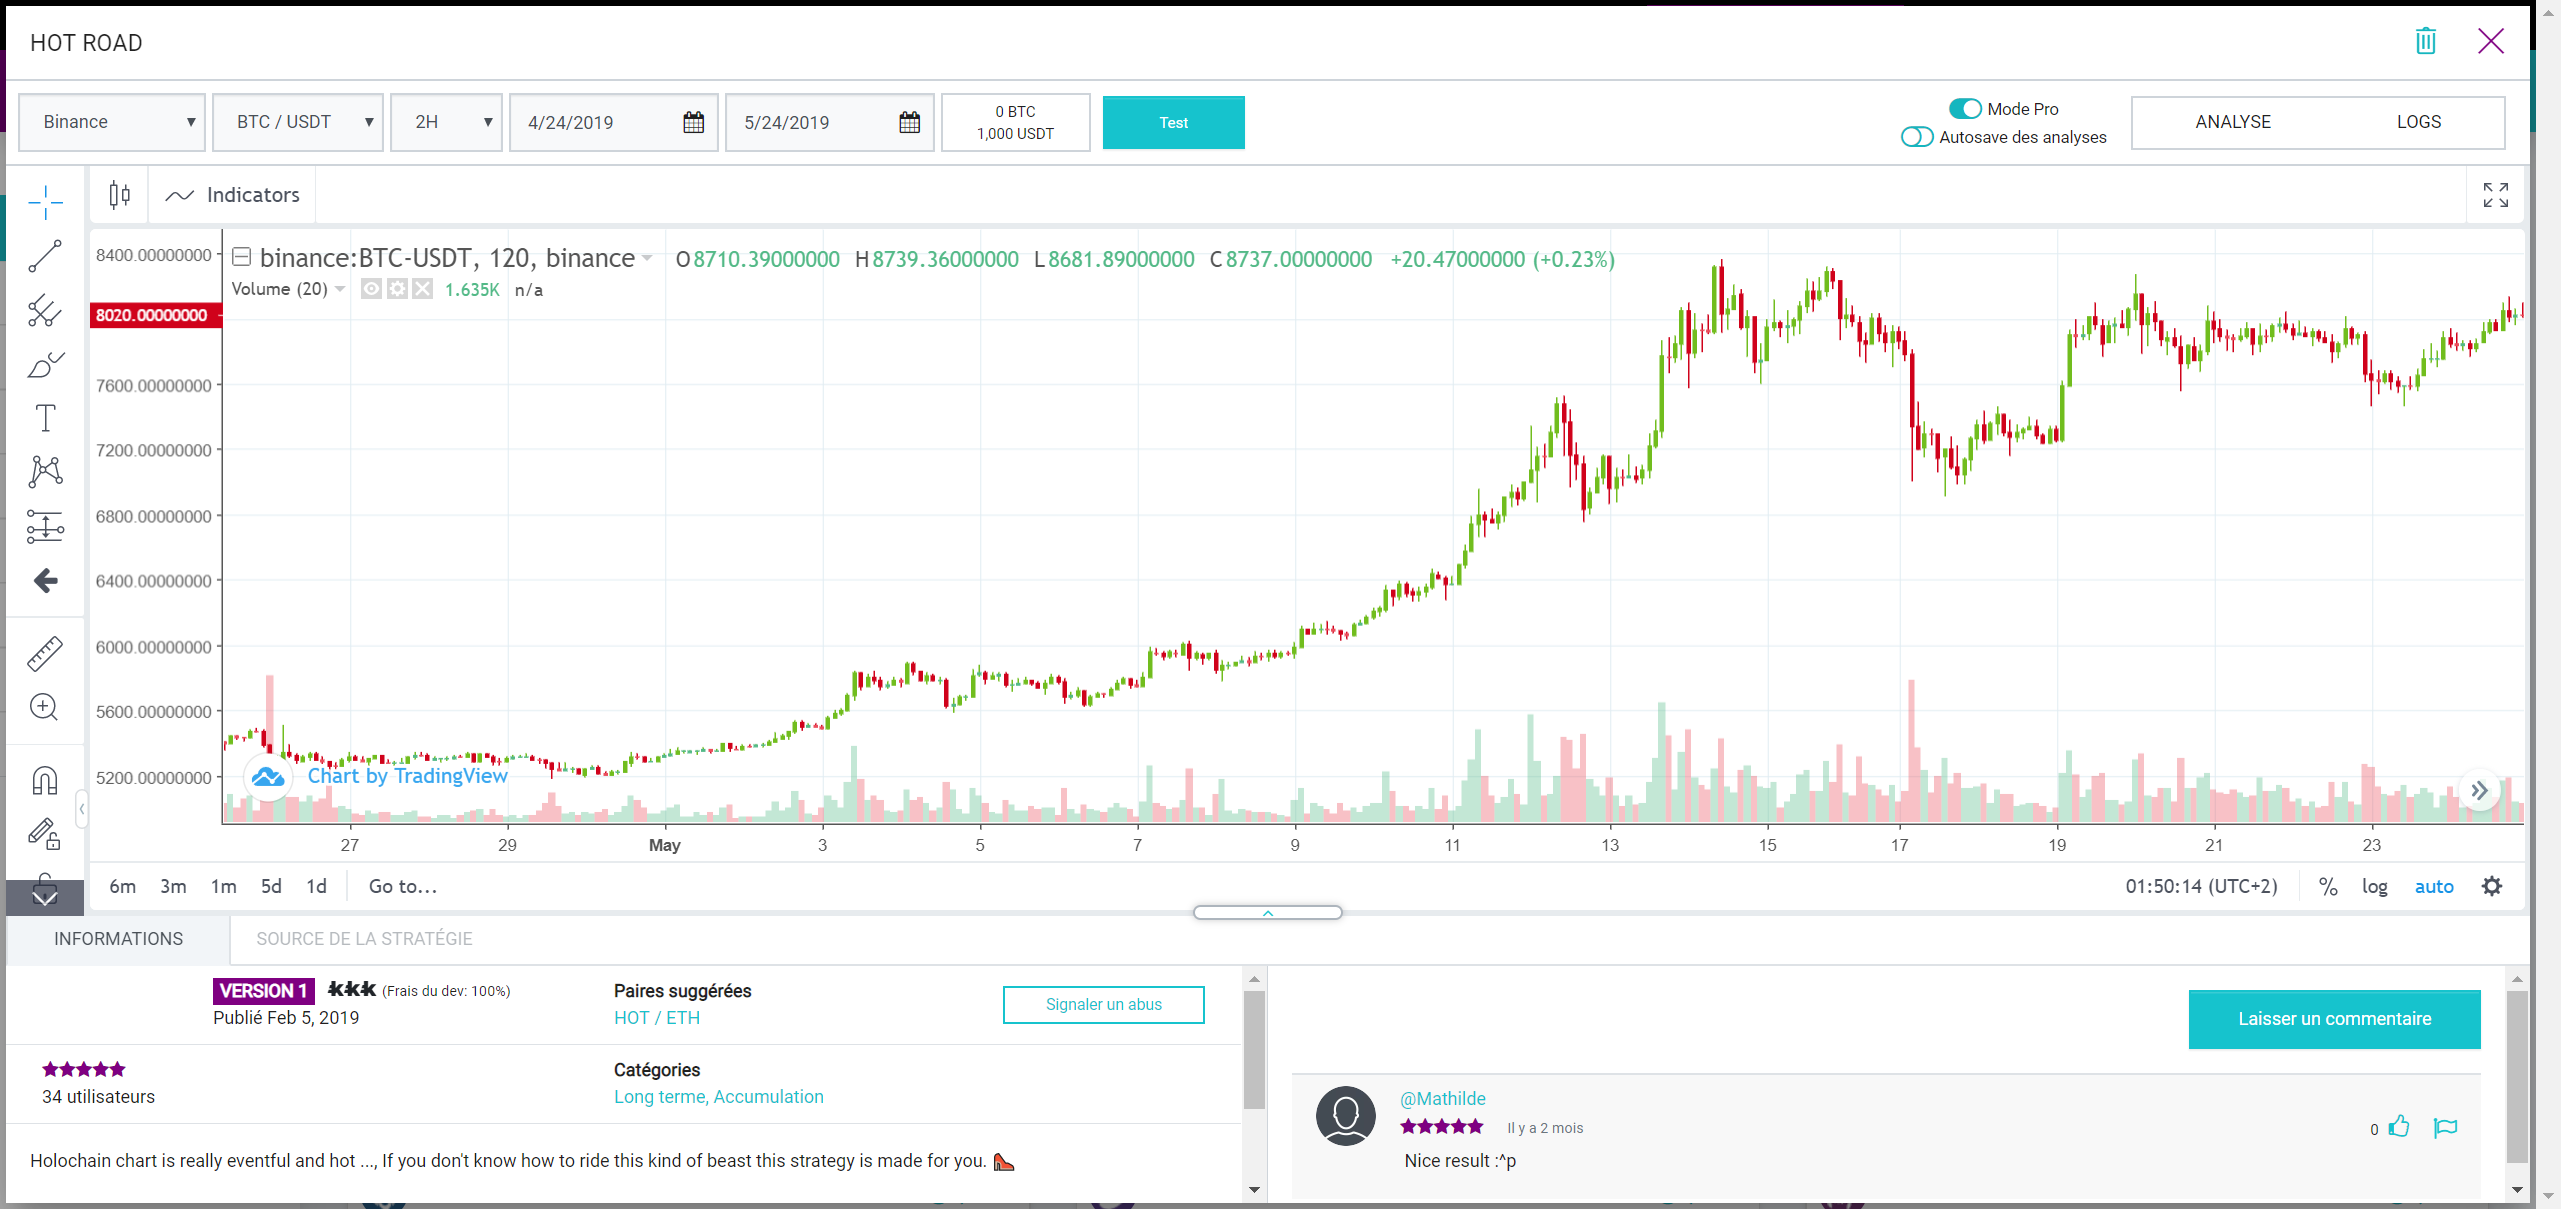 HOT ROAD
Binance ▼ BTC / USDT ▼ 2H ▼ 4/24/2019 5/24/2019 0 BTC
1,000 USDT
Test
Mode Pro
Autosave des analyses
ANALYSE LOGS
Indicators
binance:BTC-USDT, 120, binance O8710.39000000 H8739.36000000 L8681.89000000 C8737.00000000 +20.47000000 (+0.23%)
Volume (20) 1.635K n/a
8400.00000000
8020.00000000
7600.00000000
7200.00000000
6800.00000000
6400.00000000
6000.00000000
5600.00000000
5200.00000000
Chart by TradingView
27 29 May 3 5 7 9 11 13 15 17 19 21 23
6m 3m 1m 5d 1d Go to... 01:50:14 (UTC+2) % log auto
INFORMATIONS SOURCE DE LA STRATÉGIE
VERSION 1 kkk (Frais du dev: 100%)
Publié Feb 5, 2019
Paires suggérées
HOT / ETH
Signaler un abus
34 utilisateurs
Catégories
Long terme, Accumulation
Holochain chart is really eventful and hot ..., If you don't know how to ride this kind of beast this strategy is made for you.
Laisser un commentaire
@Mathilde
Il y a 2 mois
0
Nice result :^p